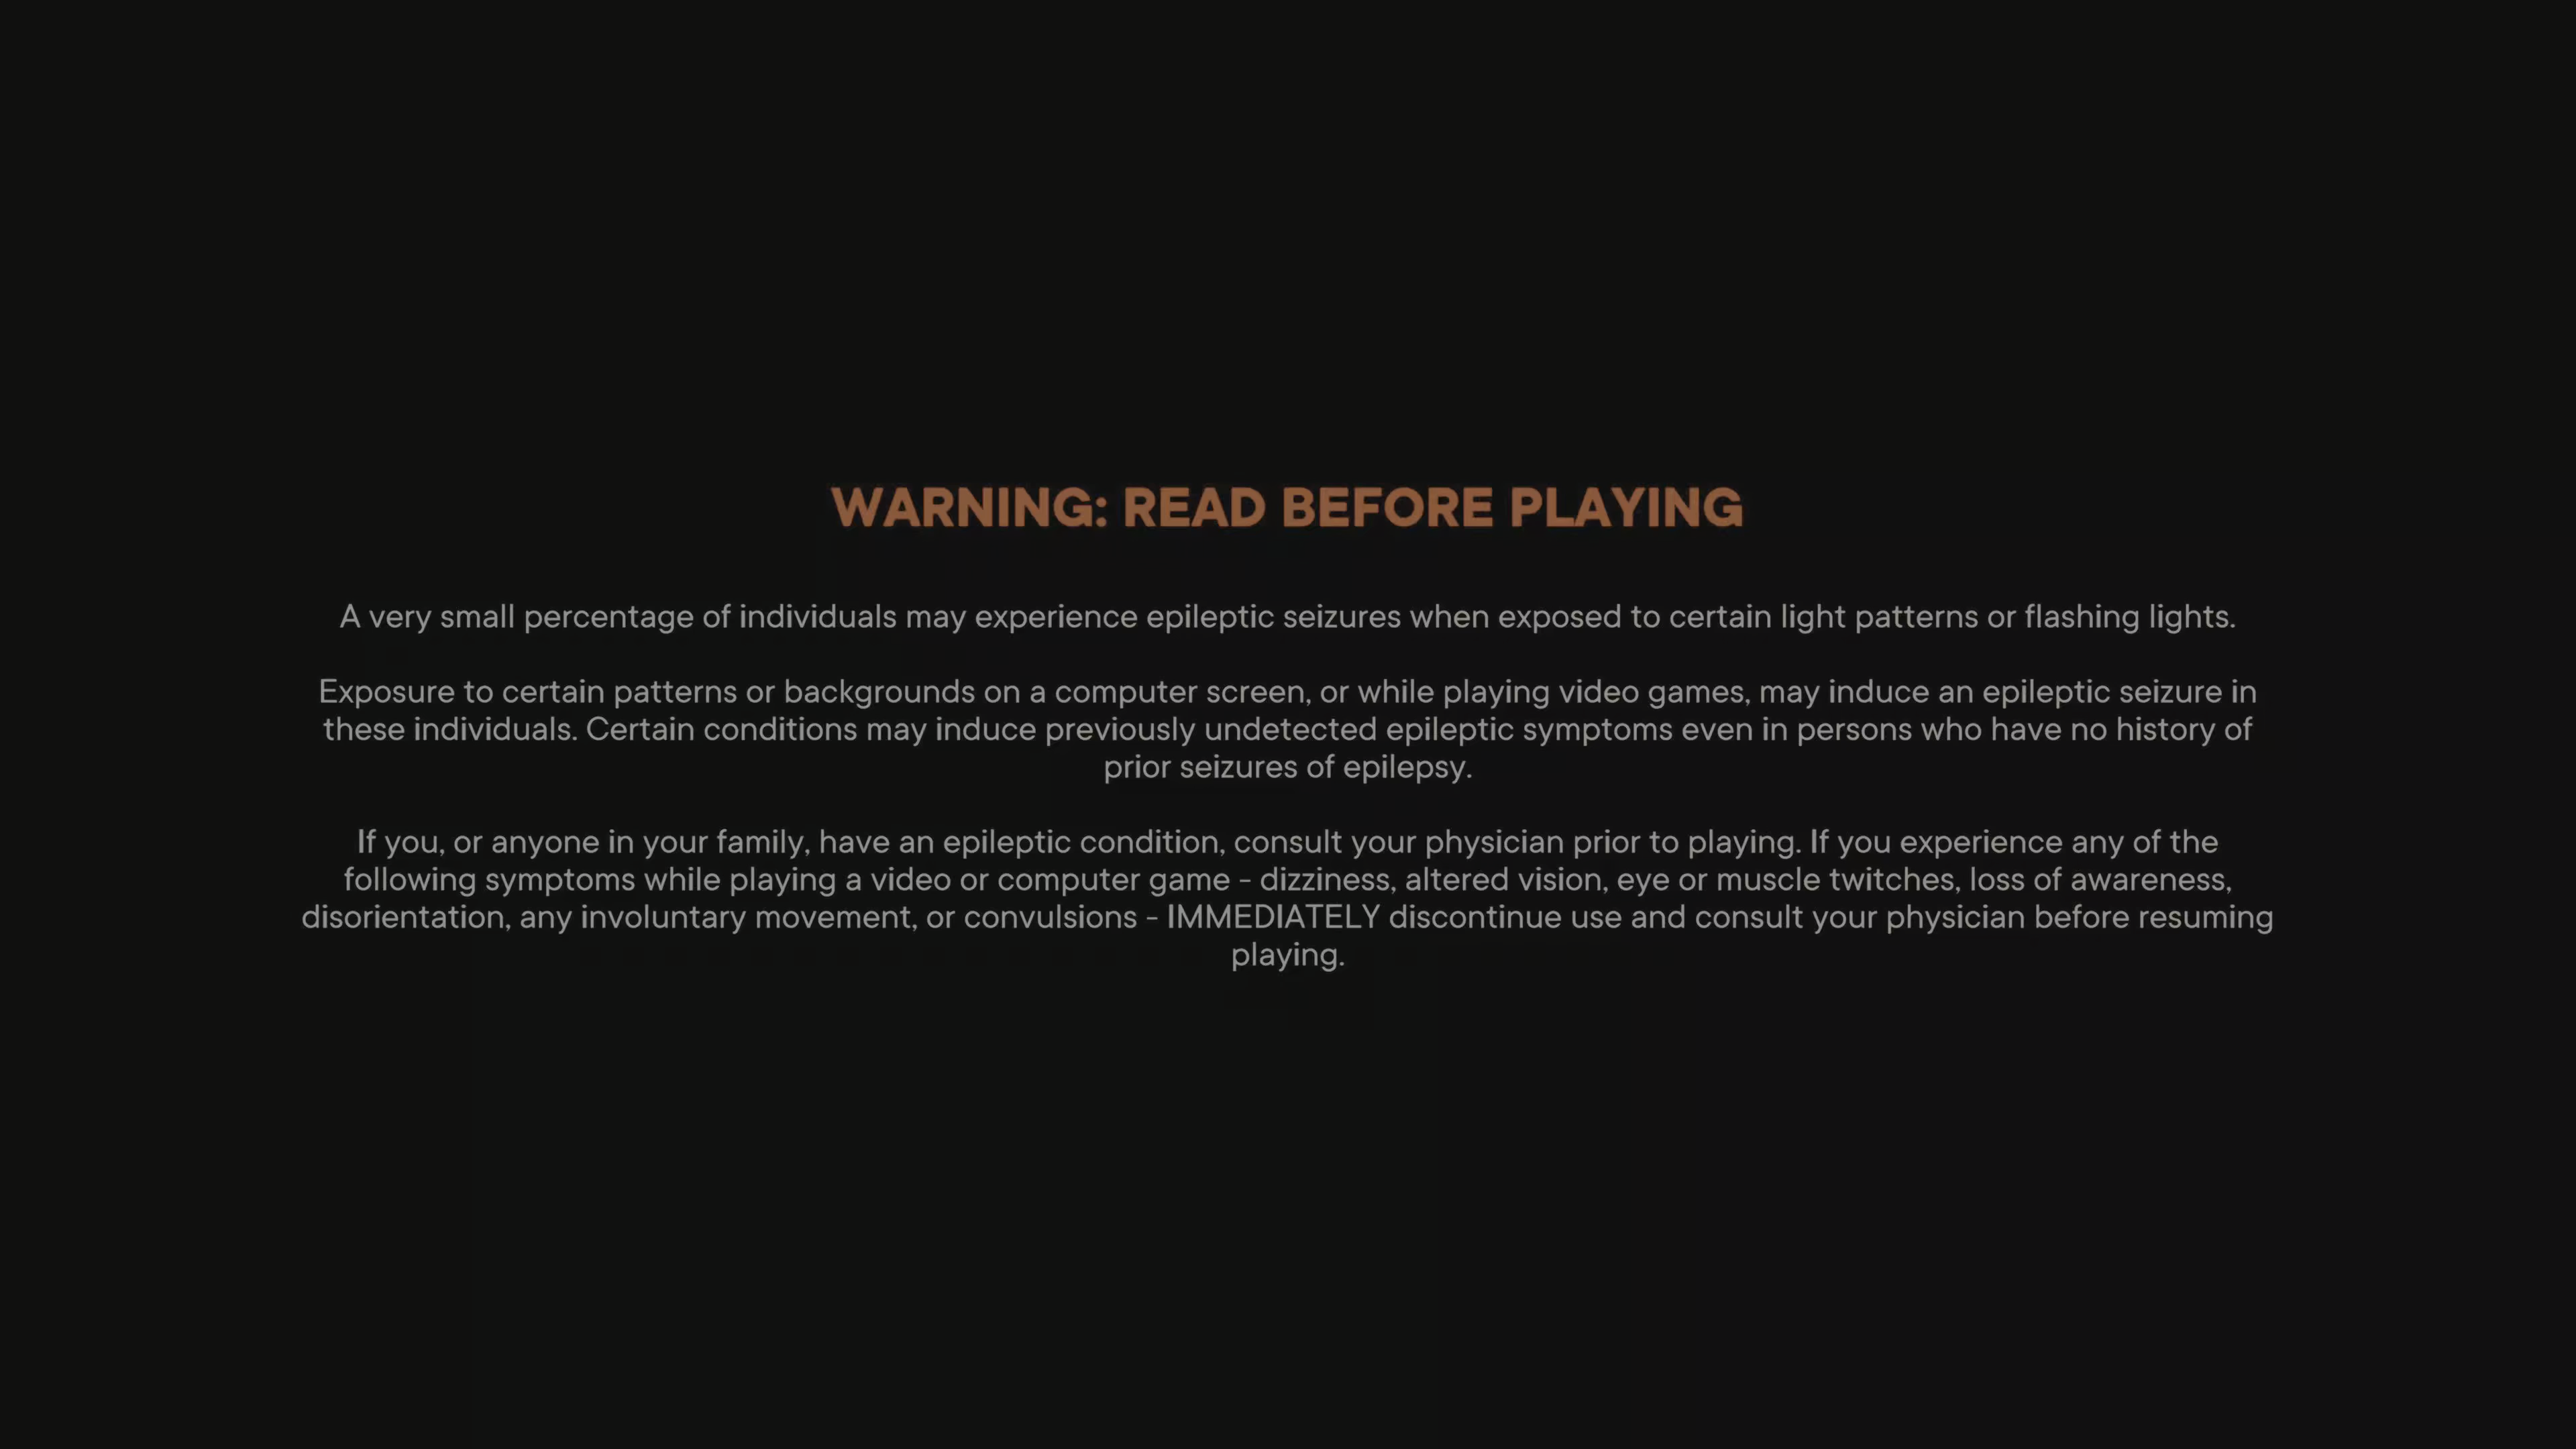 WARNING: READ BEFORE PLAYING
A very small percentage of individuals may experience epileptic seizures when exposed to certain light patterns or flashing lights.
Exposure to certain patterns or backgrounds on a computer screen, or while playing video games, may induce an epileptic seizure in
these individuals. Certain conditions may induce previously undetected epileptic symptoms even in persons who have no history of
prior seizures of epilepsy.
If you, or anyone in your family, have an epileptic condition, consult your physician prior to playing. If you experience any of the
following symptoms while playing a video or computer game - dizziness, altered vision, eye or muscle twitches, loss of awareness,
disorientation, any involuntary movement, or convulsions - IMMEDIATELY discontinue use and consult your physician before resuming
playing.